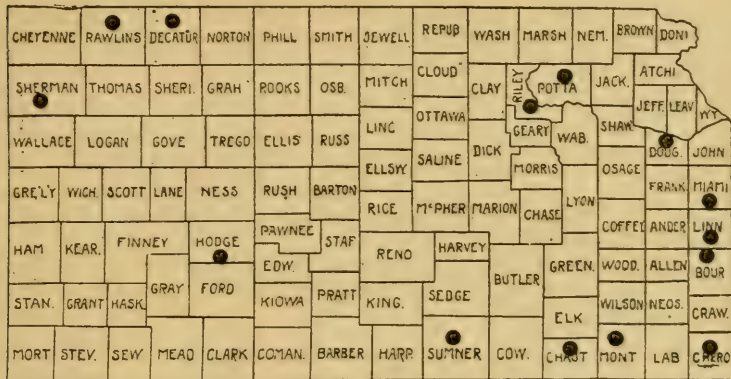 CHEYENNE RAWLINS DECATUR NORTON PHILL SMITH JEWELL REPUB WASH MARSH NEM. BROWN DONI
SHERMAN THOMAS SHERI. GRAH ROOKS OSB. MITCH CLOUD CLAY RILEY POTTA JACK. ATCHI
JEFF. LEAV WY.
WALLACE LOGAN GOVE TREGO ELLIS RUSS LINC OTTAWA DICK GEARY WAB. SHAW. DOUG. JOHN
ELLSW. SALINE MORRIS OSAGE
GRE'LY WICH. SCOTT LANE NESS RUSH BARTON RICE McPHER MARION CHASE LYON FRANK MIAMI
COFFEY ANDER LINN
HAM KEAR. FINNEY HODGE PAWNEE STAF RENO HARVEY
EDW. BUTLER GREEN. WOOD. ALLEN BOUR
STAN. GRANT HASK. GRAY FORD KIOWA PRATT KING. SEDGE
ELK WILSON NEOS. CRAW.
MORT STEV. SEW. MEAD CLARK COMAN. BARBER HARP. SUMNER COW. CHAUT MONT LAB CHERO